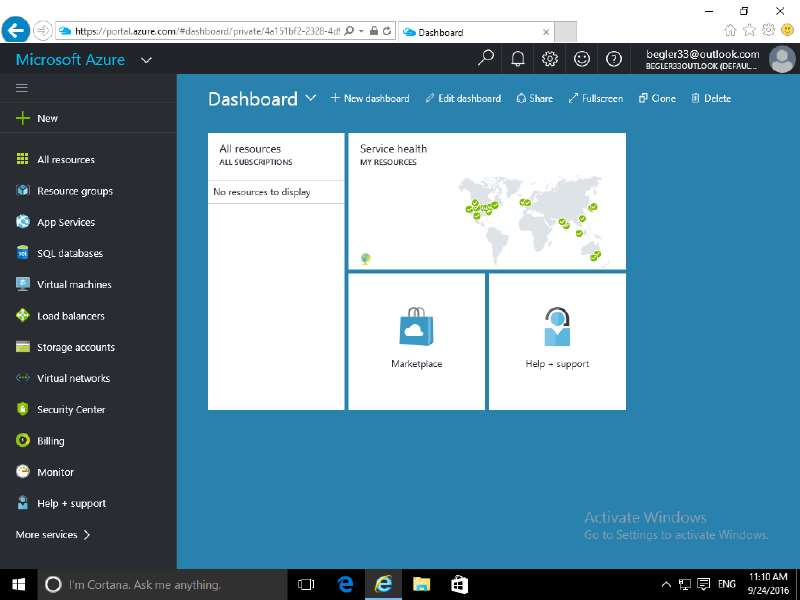 https://portal.azure.com/#dashboard/private/4a151bf2-2328-4d5
Dashboard
Microsoft Azure
begler33@outlook.com
BEGLER33OUTLOOK (DEFAUL...
New
All resources
Resource groups
App Services
SQL databases
Virtual machines
Load balancers
Storage accounts
Virtual networks
Security Center
Billing
Monitor
Help + support
More services
Dashboard
New dashboard
Edit dashboard
Share
Fullscreen
Clone
Delete
All resources
ALL SUBSCRIPTIONS
No resources to display
Service health
MY RESOURCES
Marketplace
Help + support
Activate Windows
Go to Settings to activate Windows.
I'm Cortana. Ask me anything.
ENG
11:10 AM
9/24/2016